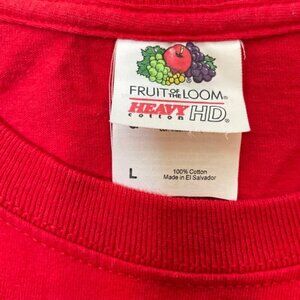 FRUIT OF THE LOOM®
HEAVY cotton HD®
L
100% Cotton
Made in El Salvador